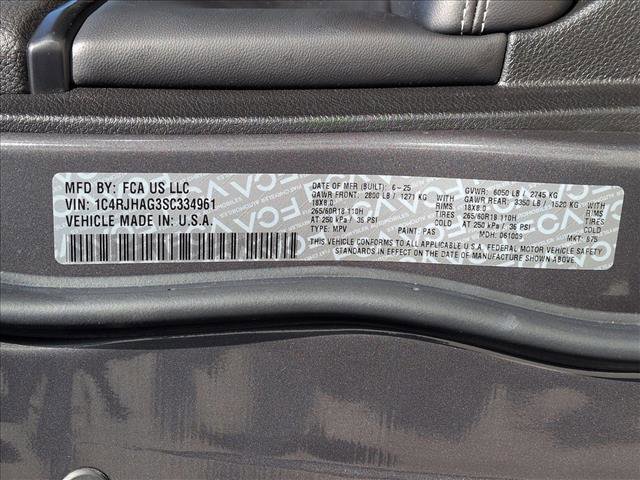 MFD BY: FCA US LLC
VIN: 1C4RJHAG3SC334961
VEHICLE MADE IN U.S.A.
DATE OF MFR (BUILT): 6-25
GAWR FRONT: 2800 LB / 1271 KG
18X8.0 RIMS
265/60R18 110H TIRES
AT 250 kPa / 36 PSI COLD
TYPE: MPV PAINT: PAS
GVWR: 6050 LB / 2745 KG
GAWR REAR: 3350 LB / 1520 KG
18X8.0 RIMS
265/60R18 110H TIRES
AT 250 kPa / 36 PSI COLD
MDH: 061009 MKT: 675
THIS VEHICLE CONFORMS TO ALL APPLICABLE U.S.A. FEDERAL MOTOR VEHICLE SAFETY
STANDARDS IN EFFECT ON THE DATE OF MANUFACTURE SHOWN ABOVE